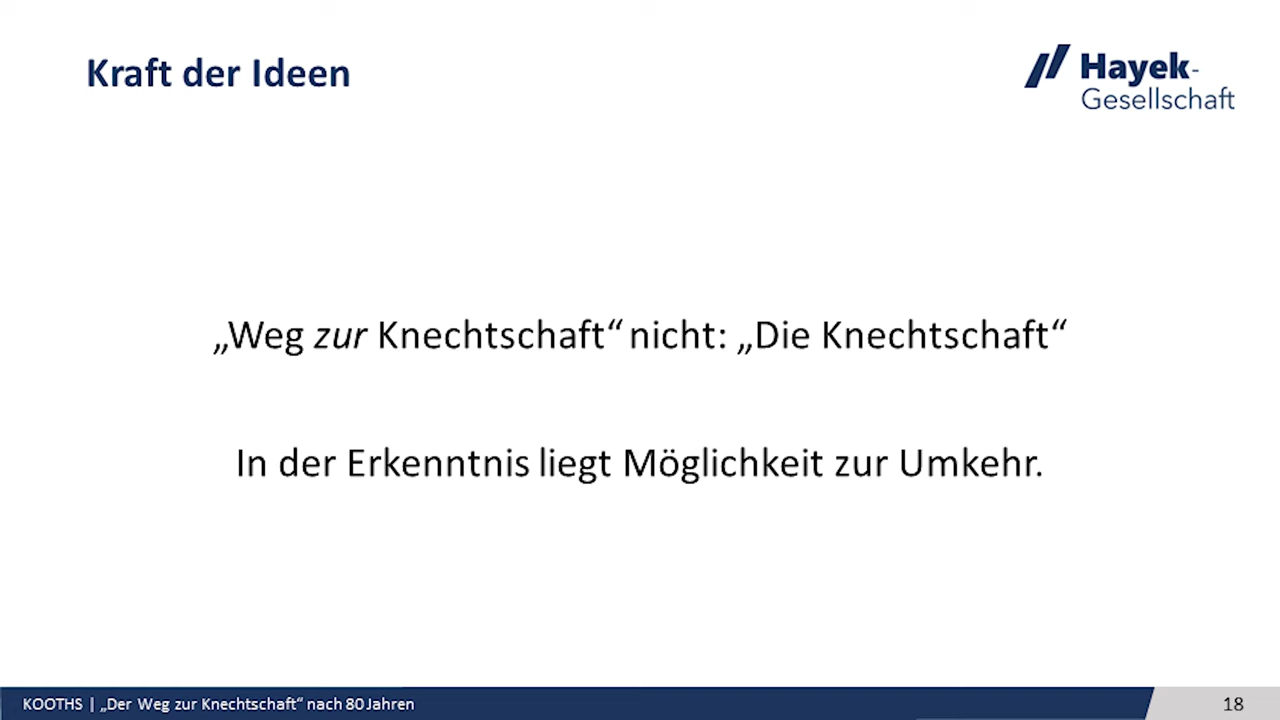 Kraft der Ideen
Hayek-
Gesellschaft
„Weg zur Knechtschaft“ nicht: „Die Knechtschaft“
In der Erkenntnis liegt Möglichkeit zur Umkehr.
KOOTHS | „Der Weg zur Knechtschaft“ nach 80 Jahren
18